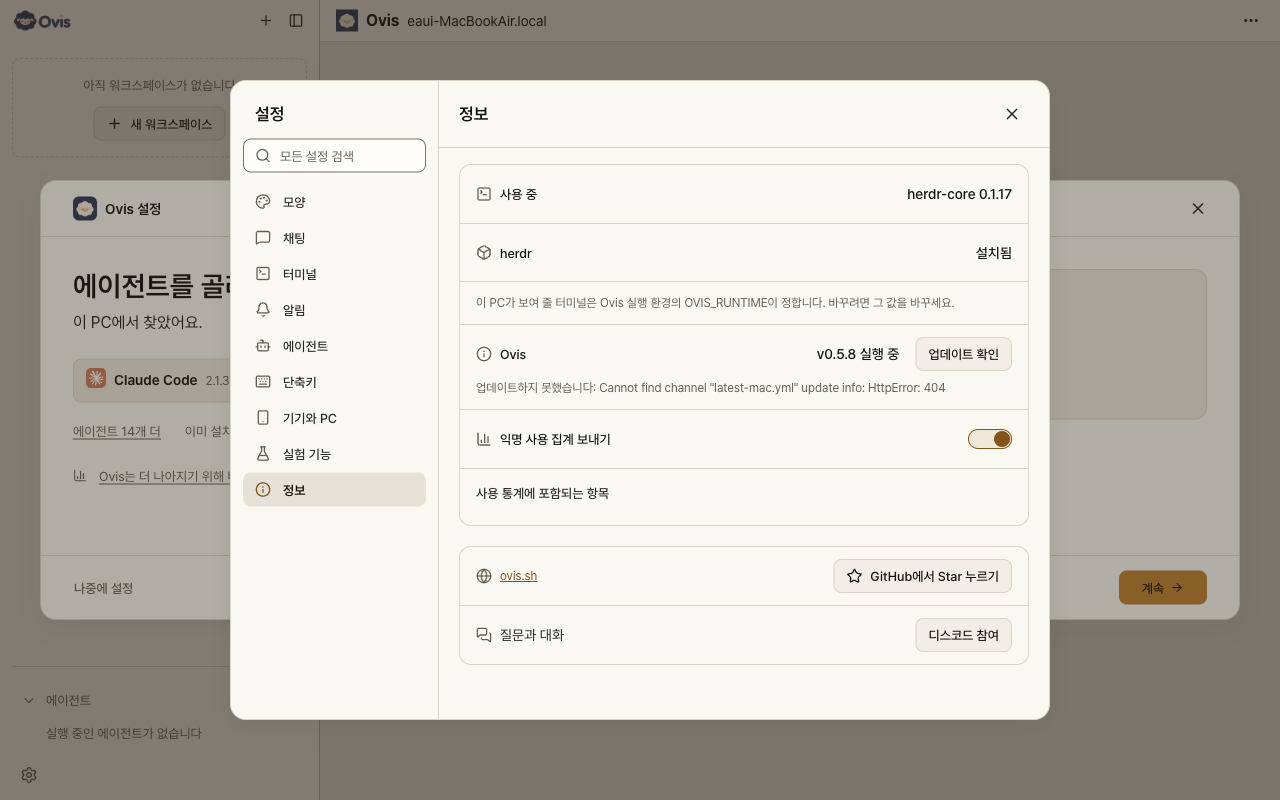 Ovis
Ovis eaui-MacBookAir.local
아직 워크스페이스가 없습니다
새 워크스페이스
Ovis 설정
에이전트를
이 PC에서 찾았어요.
Claude Code 2.1.3
에이전트 14개 더 이미 설치
Ovis는 더 나아지기 위해
나중에 설정
계속
에이전트
실행 중인 에이전트가 없습니다
설정
모든 설정 검색
모양
채팅
터미널
알림
에이전트
단축키
기기와 PC
실험 기능
정보
정보
사용 중 herdr-core 0.1.17
herdr 설치됨
이 PC가 보여 줄 터미널은 Ovis 실행 환경의 OVIS_RUNTIME이 정합니다. 바꾸려면 그 값을 바꾸세요.
Ovis v0.5.8 실행 중 업데이트 확인
업데이트하지 못했습니다: Cannot find channel "latest-mac.yml" update info: HttpError: 404
익명 사용 집계 보내기
사용 통계에 포함되는 항목
ovis.sh GitHub에서 Star 누르기
질문과 대화 디스코드 참여